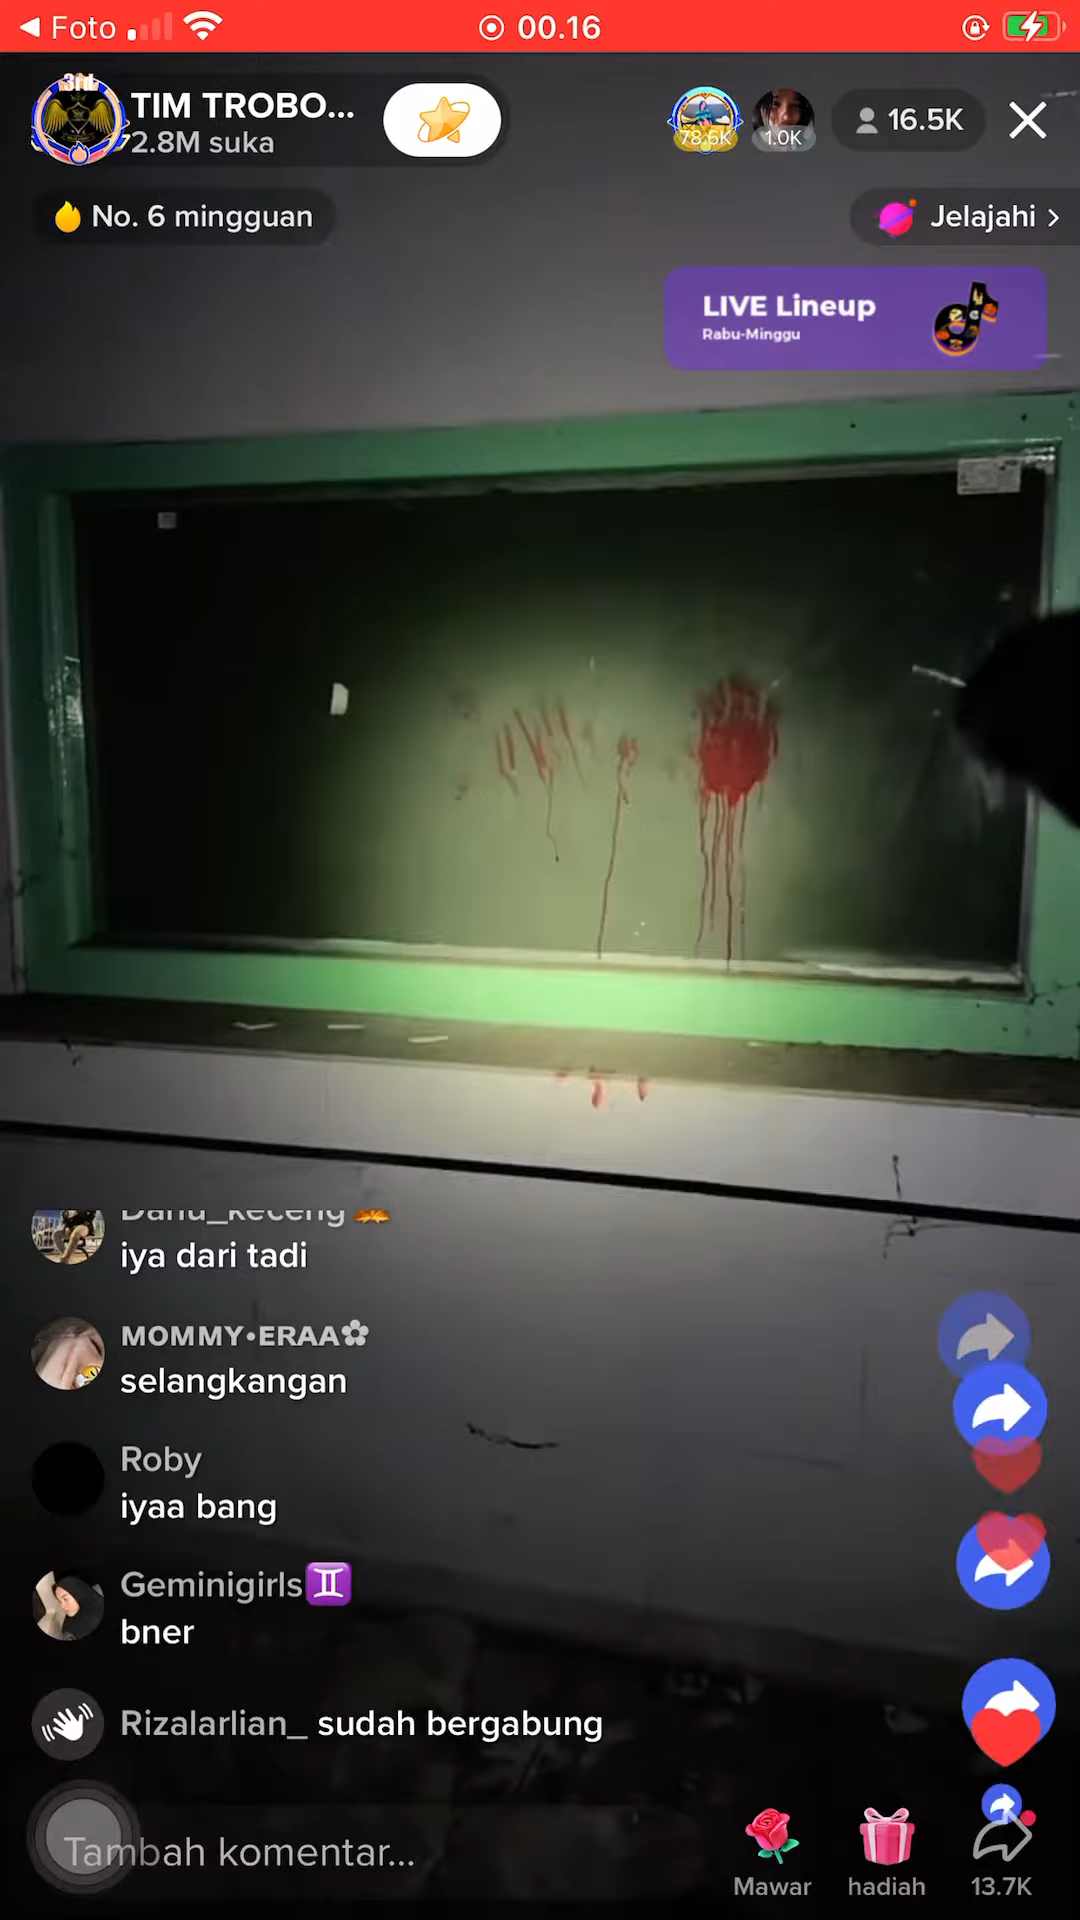 Foto
00.16
3rd
TIM TROBO...
2.8M suka
78.6K
1.0K
16.5K
No. 6 mingguan
Jelajahi
LIVE Lineup
Rabu-Minggu
Danu_keceng
iya dari tadi
MOMMY•ERAA
selangkangan
Roby
iyaa bang
Geminigirls
bner
Rizalarlian_ sudah bergabung
Tambah komentar...
Mawar
hadiah
13.7K